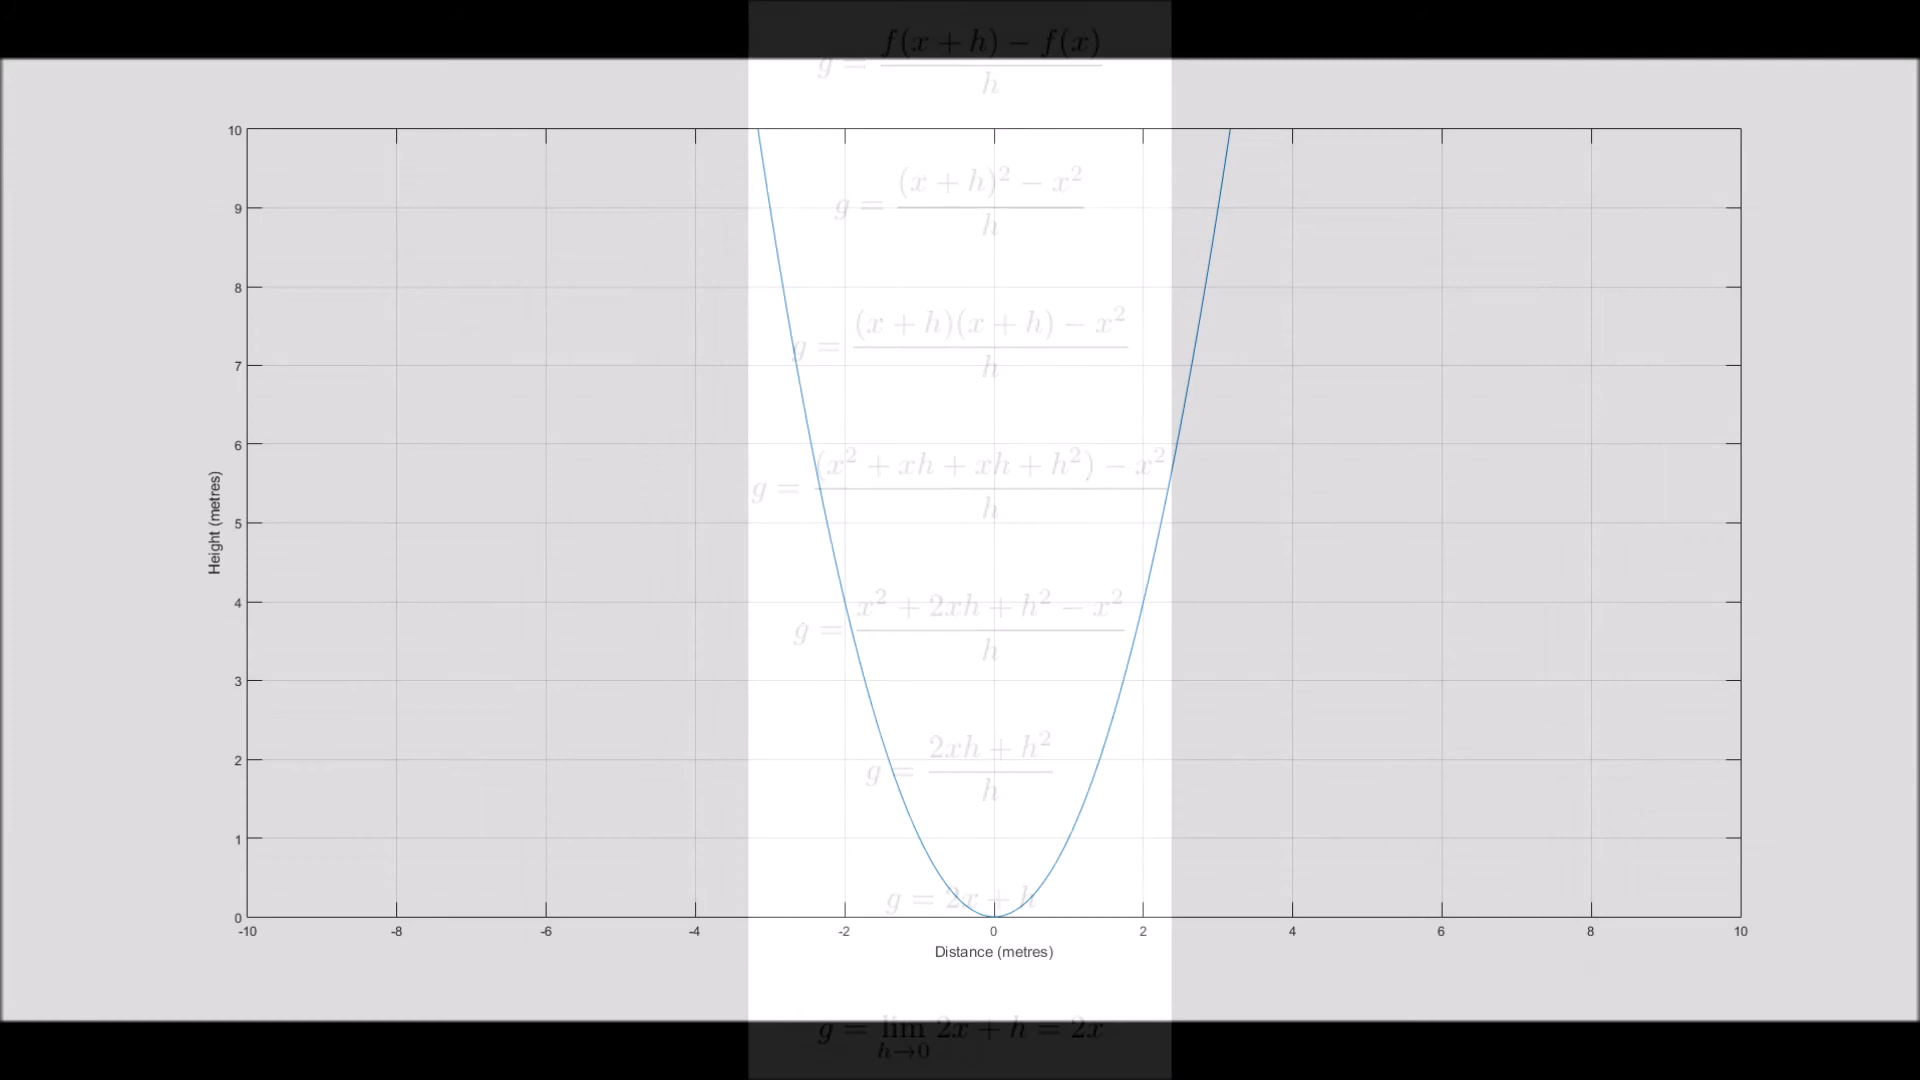 g = \frac{f(x + h) - f(x)}{h}
10
g = \frac{(x + h)^2 - x^2}{h}
9
8
g = \frac{(x + h)(x + h) - x^2}{h}
7
6
g = \frac{(x^2 + xh + xh + h^2) - x^2}{h}
5
Height (metres)
4
g = \frac{x^2 + 2xh + h^2 - x^2}{h}
3
2
g = \frac{2xh + h^2}{h}
1
g = 2x + h
0
-10 -8 -6 -4 -2 0 2 4 6 8 10
Distance (metres)
g = \lim_{h \to 0} 2x + h = 2x